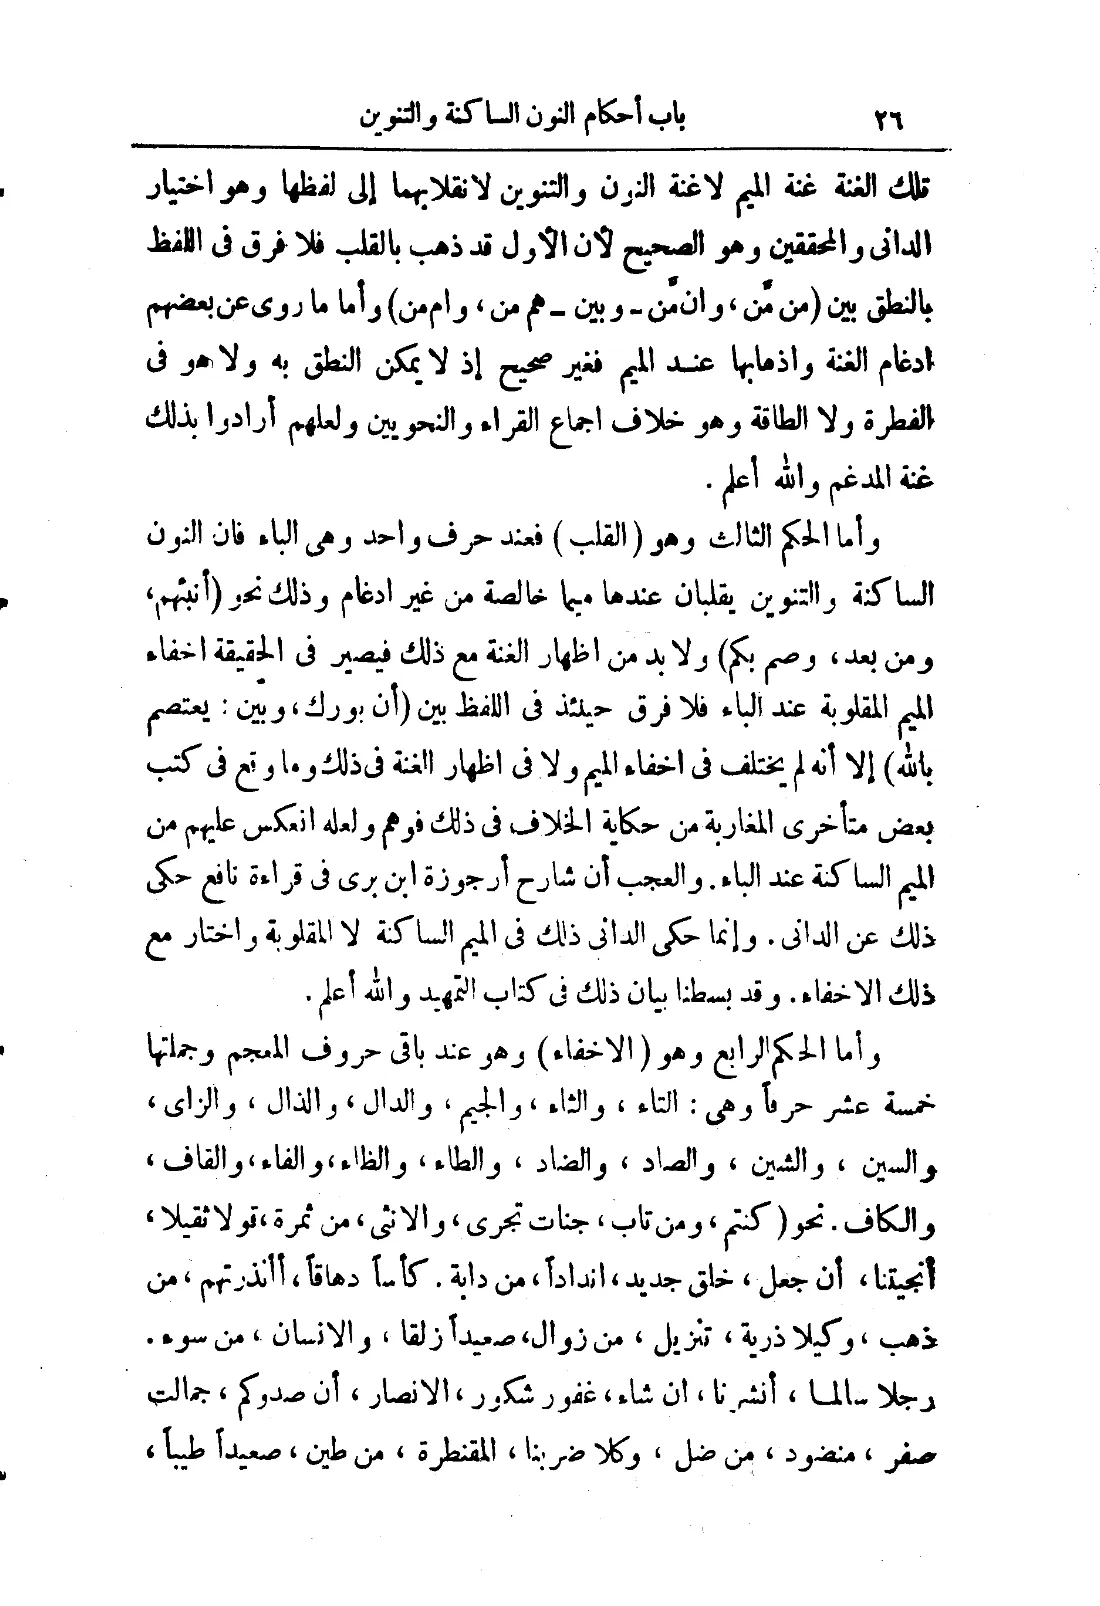 ٢٦ باب أحكام النون الساكنة والتنوين
تلك الغنة غنة الميم لاغنة النون والتنوين لانقلابهما إلى لفظها وهو اختيار
الدانى والمحققين وهو الصحيح لأن الأول قد ذهب بالقلب فلا فرق فى اللفظ
بالنطق بين (من مَّن، وان مَّن ـ وبين ـ هم من، وام من) وأما ما روى عن بعضهم
ادغام الغنة واذهابها عند الميم فغير صحيح إذ لا يمكن النطق به ولا هو فى
الفطرة ولا الطاقة وهو خلاف اجماع القراء والنحويين ولعلهم أرادوا بذلك
غنة المدغم والله أعلم .
وأما الحكم الثالث وهو (القلب) فعند حرف واحد وهى الباء فان النون
الساكنة والتنوين يقلبان عندها ميما خالصة من غير ادغام وذلك نحو (أنبئهم،
ومن بعد، وصم بكم) ولا بد من اظهار الغنة مع ذلك فيصير فى الحقيقة اخفاء
الميم المقلوبة عند الباء فلا فرق حينئذ فى اللفظ بين (أن بورك، وبين : يعتصم
بالله) إلا أنه لم يختلف فى اخفاء الميم ولا فى اظهار الغنة فى ذلك وما وقع فى كتب
بعض متأخرى المغاربة من حكاية الخلاف فى ذلك فوهم ولعله انعكس عليهم من
الميم الساكنة عند الباء . والعجب أن شارح أرجوزة ابن برى فى قراءة نافع حكى
ذلك عن الدانى . وإنما حكى الدانى ذلك فى الميم الساكنة لا المقلوبة واختار مع
ذلك الاخفاء . وقد بسطنا بيان ذلك فى كتاب التمهيد والله أعلم .
وأما الحكم الرابع وهو (الاخفاء) وهو عند باقى حروف المعجم وجملتها
خمسة عشر حرفاً وهى : التاء ، والثاء ، والجيم ، والدال ، والذال ، والزاى ،
والسين ، والشين ، والصاد ، والضاد ، والطاء ، والظاء ، والفاء ، والقاف ،
والكاف . نحو (كنتم ، ومن تاب ، جنات تجرى ، والانثى ، من ثمرة ، قولا ثقيلا ،
أنجيتنا ، أن جعل ، خلق جديد ، انداداً ، من دابة . كأساً دهاقاً ، أأنذرتهم ، من
ذهب ، وكيلا ذرية ، تنزيل ، من زوال ، صعيداً زلقا ، والانسان ، من سوء .
رجلا سالما ، أنشرنا ، ان شاء ، غفور شكور ، الانصار ، أن صدوكم ، جمالت
صفر ، منضود ، من ضل ، وكلا ضربنا ، المقنطرة ، من طين ، صعيداً طيباً ،